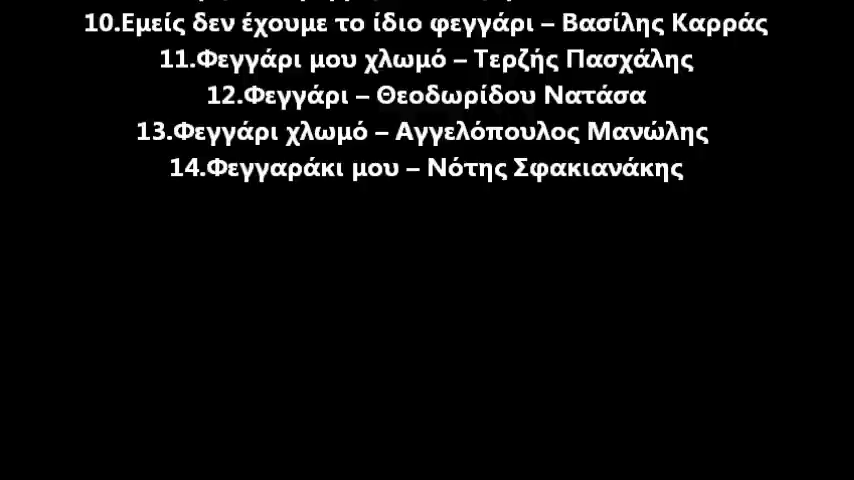 10.Εμείς δεν έχουμε το ίδιο φεγγάρι – Βασίλης Καρράς
11.Φεγγάρι μου χλωμό – Τερζής Πασχάλης
12.Φεγγάρι – Θεοδωρίδου Νατάσα
13.Φεγγάρι χλωμό – Αγγελόπουλος Μανώλης
14.Φεγγαράκι μου – Νότης Σφακιανάκης